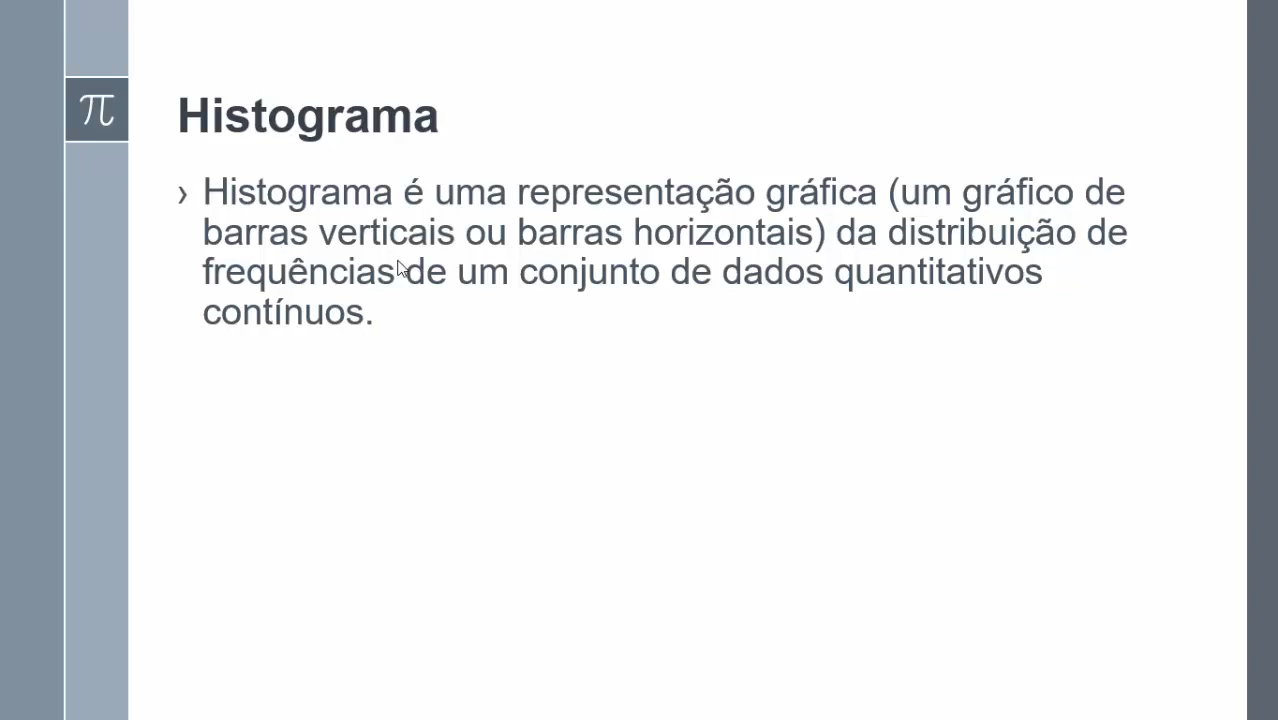 π
Histograma
› Histograma é uma representação gráfica (um gráfico de
barras verticais ou barras horizontais) da distribuição de
frequências de um conjunto de dados quantitativos
contínuos.